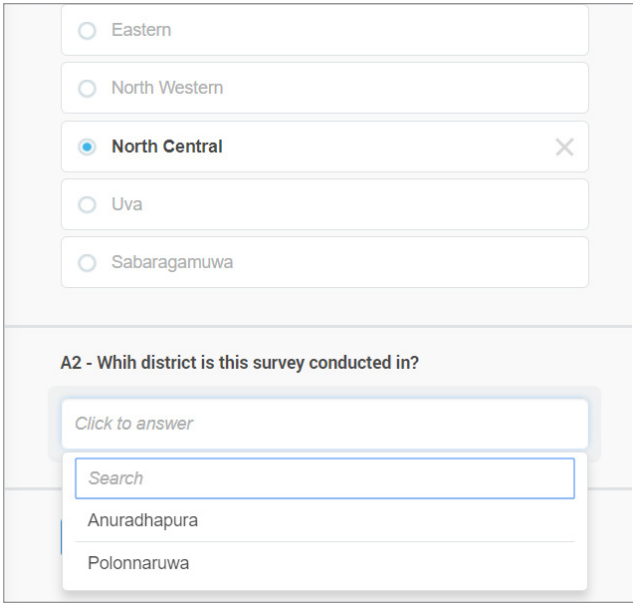 Eastern
North Western
North Central
Uva
Sabaragamuwa
A2 - Whih district is this survey conducted in?
Click to answer
Search
Anuradhapura
Polonnaruwa